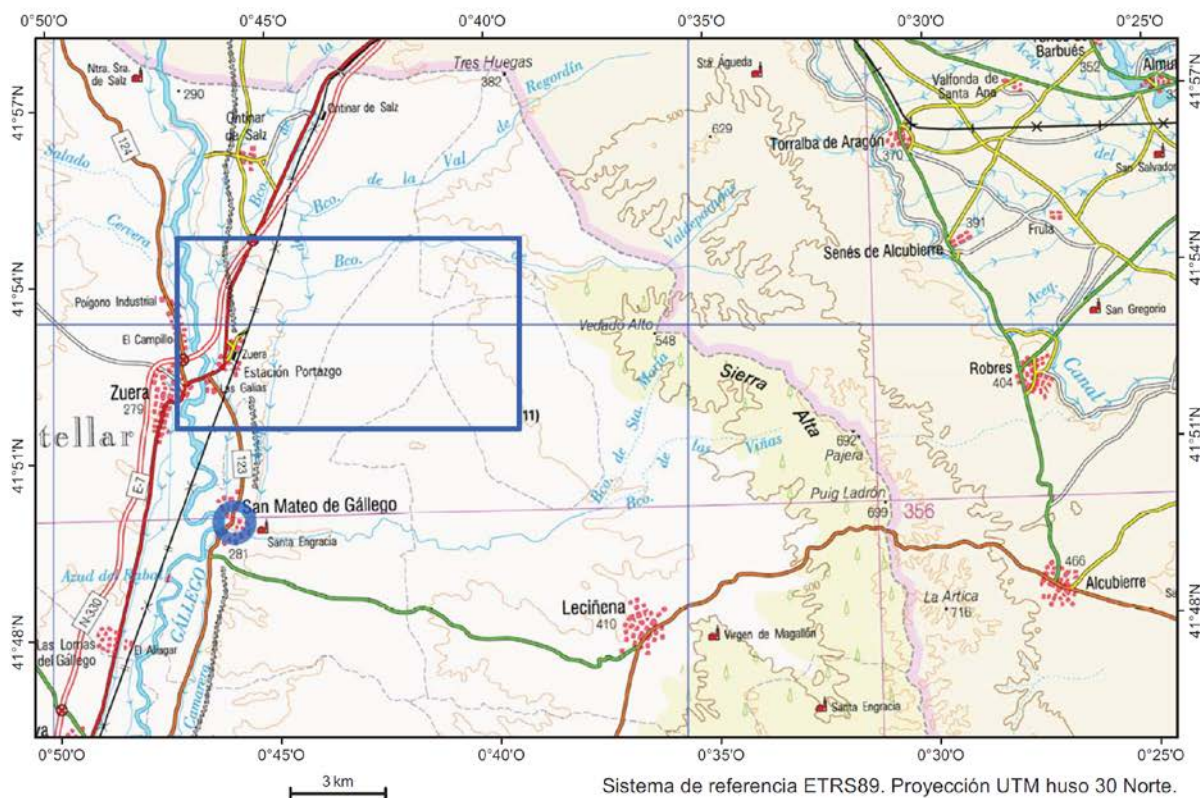 0°50'O
0°45'O
0°40'O
0°35'O
0°30'O
0°25'O
41°57'N
41°54'N
41°51'N
41°48'N
41°57'N
41°54'N
41°51'N
41°48'N
Ntra. Sra.
de Salz
290
la
Ontinar
de Salz
Ontinar de Salz
124
Salado
Cervera
Bco.
de
Tres Huegas
382
Regordín
de
Val
la
de
Bco.
Sta. Águeda
500
629
Valdeparadas
Barbués
352
Valfonda de
Santa Ana
Torralba de Aragón
370
del
San Salvador
391
Frula
Senés de Alcubierre
Aceq.
San Gregorio
Polígono Industrial
El Campillo
Zuera
279
Zuera
Estación Portazgo
Las Galias
Bco.
de
Vedado Alto
548
Robres
404
Canal
tellar
E-7
123
11)
Sierra
Alta
Bco. de Sta. María
Bco.
de
las
Viñas
692
Pajera
Puig Ladrón
699
356
San Mateo de Gállego
281
Santa Engracia
466
Alcubierre
GÁLLEGO
N-330
Las Lomas
del Gállego
El Aliagar
Camarera
Leciñena
410
500
La Artica
716
Virgen de Magallón
Santa Engracia
0°50'O
0°45'O
0°40'O
0°35'O
0°30'O
0°25'O
3 km
Sistema de referencia ETRS89. Proyección UTM huso 30 Norte.